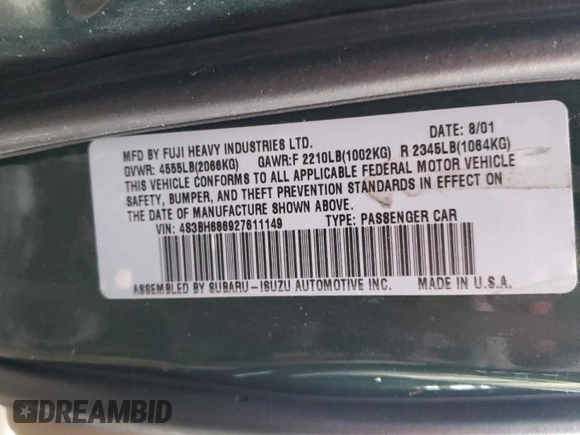 MFD BY FUJI HEAVY INDUSTRIES LTD. DATE: 8/01
GVWR: 4555LB(2066KG) GAWR:F 2210LB(1002KG) R 2345LB(1064KG)
THIS VEHICLE CONFORMS TO ALL APPLICABLE FEDERAL MOTOR VEHICLE
SAFETY, BUMPER, AND THEFT PREVENTION STANDARDS IN EFFECT ON
THE DATE OF MANUFACTURE SHOWN ABOVE.
VIN: 4S3BH686927611149 TYPE: PASSENGER CAR
ASSEMBLED BY SUBARU-ISUZU AUTOMOTIVE INC. MADE IN U.S.A.
DREAMBID